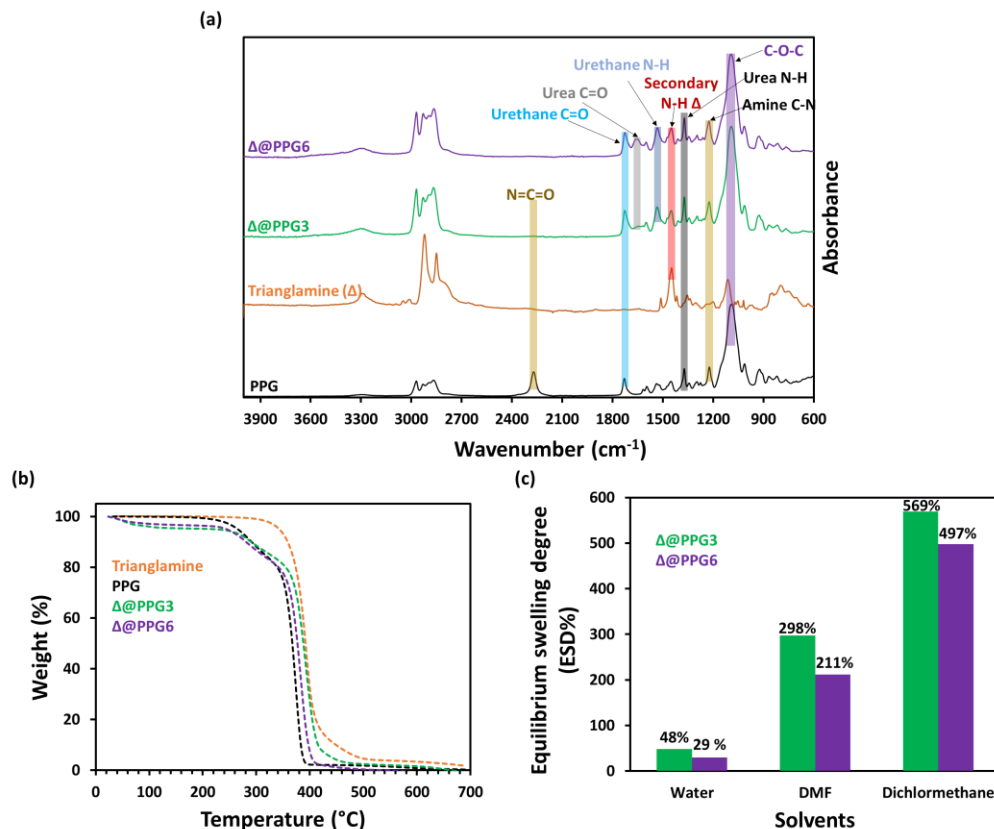 (a)
C-O-C
Urethane N-H
Urea N-H
Secondary
N-H Δ
Urea C=O
Amine C-N
Urethane C=O
Δ@PPG6
N=C=O
Δ@PPG3
Trianglamine (Δ)
PPG
Absorbance
3900 3300 2700 2100 1800 1500 1200 900 600
Wavenumber (cm-1)
(b)
100
80
60
40
20
0
Weight (%)
Trianglamine
PPG
Δ@PPG3
Δ@PPG6
0 100 200 300 400 500 600 700
Temperature (°C)
(c)
600
500
400
300
200
100
0
Equilibrium swelling degree
(ESD%)
Δ@PPG3
Δ@PPG6
48%
29 %
298%
211%
569%
497%
Water DMF Dichlormethane
Solvents